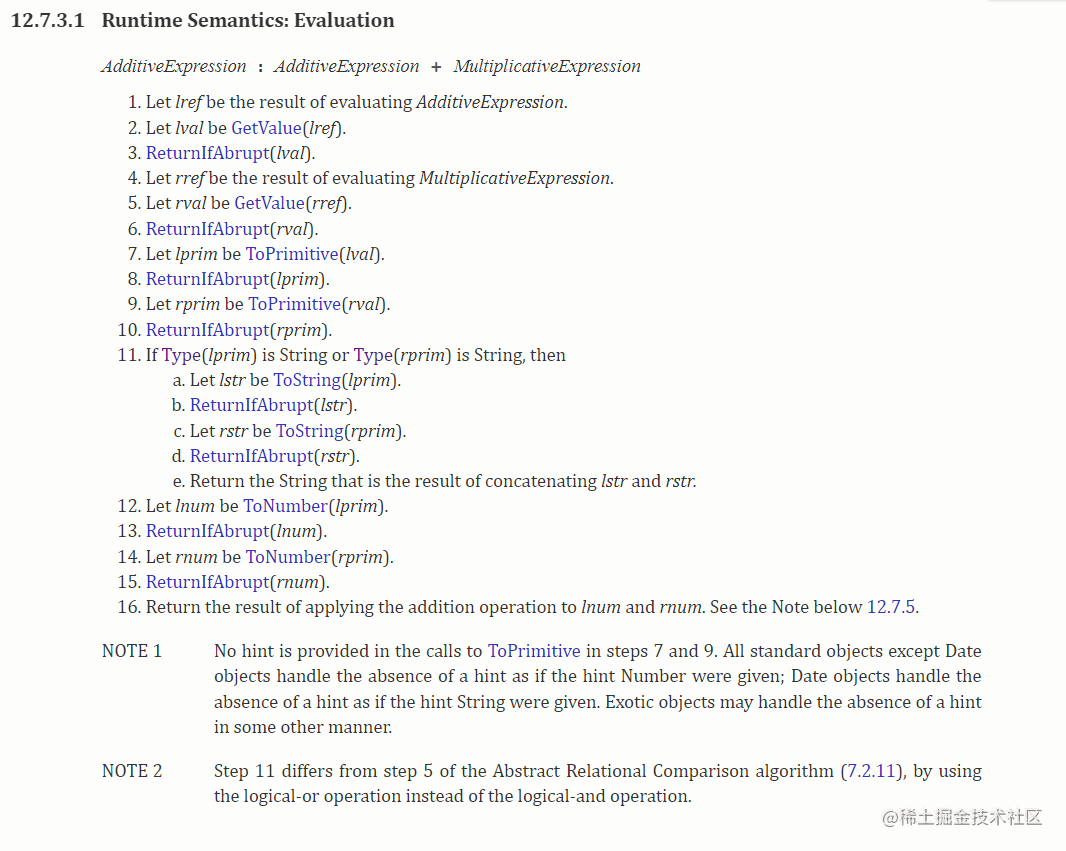 12.7.3.1 Runtime Semantics: Evaluation
AdditiveExpression : AdditiveExpression + MultiplicativeExpression
1. Let lref be the result of evaluating AdditiveExpression.
2. Let lval be GetValue(lref).
3. ReturnIfAbrupt(lval).
4. Let rref be the result of evaluating MultiplicativeExpression.
5. Let rval be GetValue(rref).
6. ReturnIfAbrupt(rval).
7. Let lprim be ToPrimitive(lval).
8. ReturnIfAbrupt(lprim).
9. Let rprim be ToPrimitive(rval).
10. ReturnIfAbrupt(rprim).
11. If Type(lprim) is String or Type(rprim) is String, then
a. Let lstr be ToString(lprim).
b. ReturnIfAbrupt(lstr).
c. Let rstr be ToString(rprim).
d. ReturnIfAbrupt(rstr).
e. Return the String that is the result of concatenating lstr and rstr.
12. Let lnum be ToNumber(lprim).
13. ReturnIfAbrupt(lnum).
14. Let rnum be ToNumber(rprim).
15. ReturnIfAbrupt(rnum).
16. Return the result of applying the addition operation to lnum and rnum. See the Note below 12.7.5.
NOTE 1 No hint is provided in the calls to ToPrimitive in steps 7 and 9. All standard objects except Date
objects handle the absence of a hint as if the hint Number were given; Date objects handle the
absence of a hint as if the hint String were given. Exotic objects may handle the absence of a hint
in some other manner.
NOTE 2 Step 11 differs from step 5 of the Abstract Relational Comparison algorithm (7.2.11), by using
the logical-or operation instead of the logical-and operation.
@稀土掘金技术社区